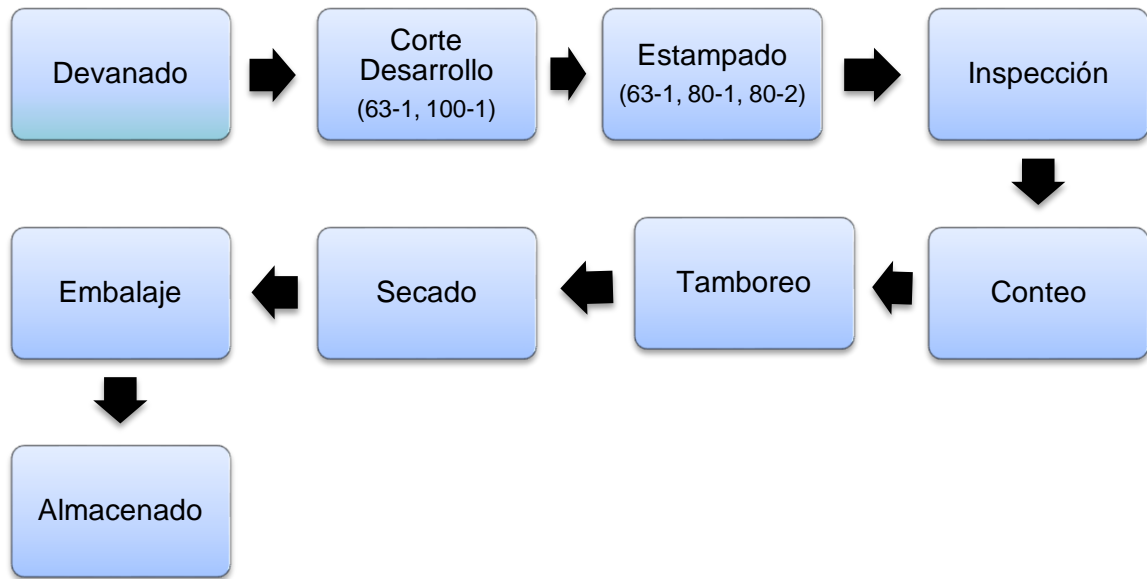 Devanado
Corte
Desarrollo
(63-1, 100-1)
Estampado
(63-1, 80-1, 80-2)
Inspección
Conteo
Tamboreo
Secado
Embalaje
Almacenado